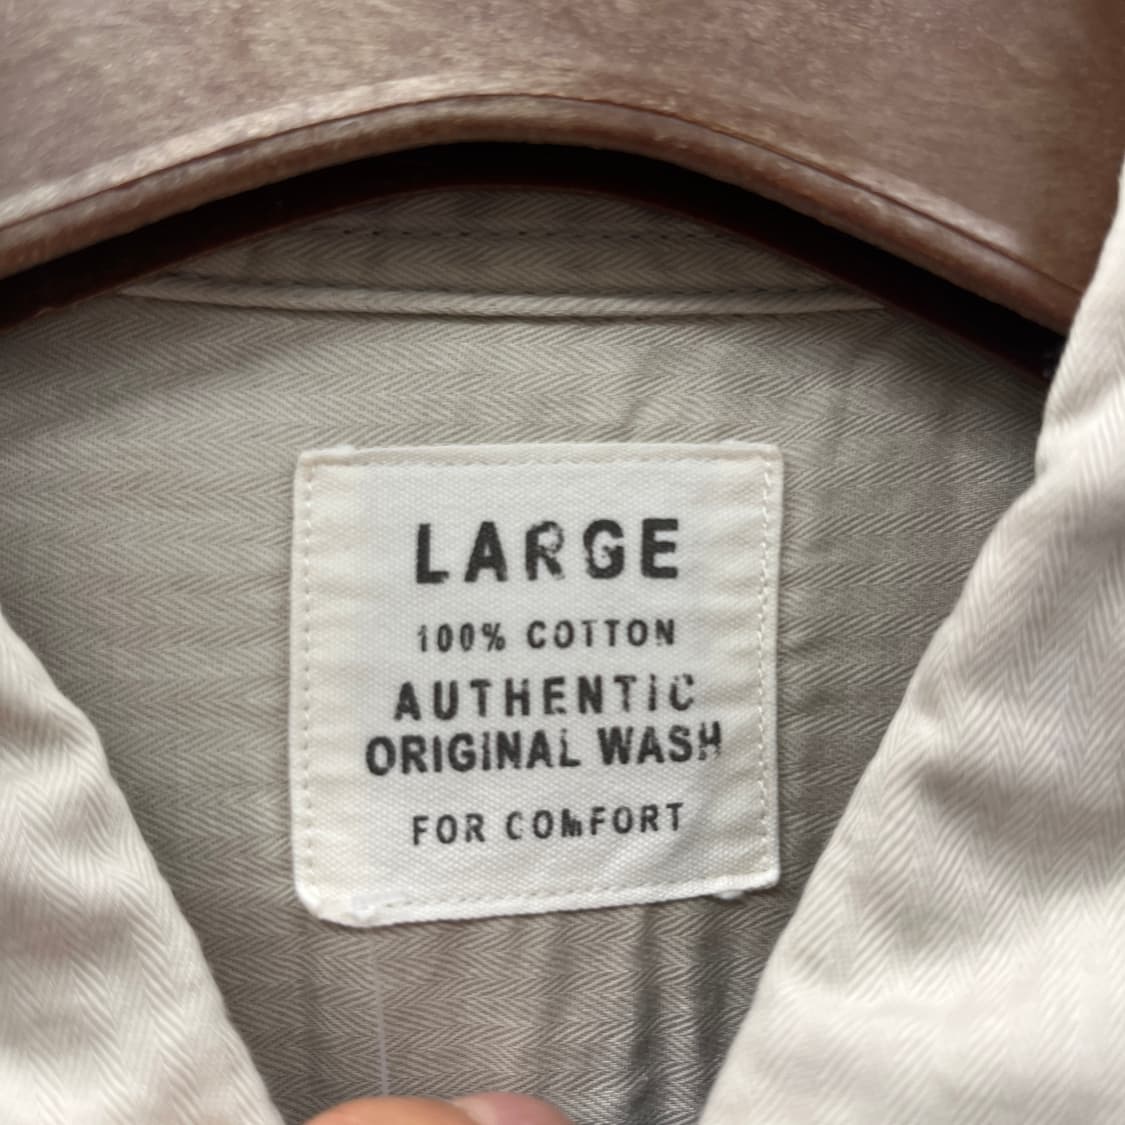 LARGE
100% COTTON
AUTHENTIC
ORIGINAL WASH
FOR COMFORT